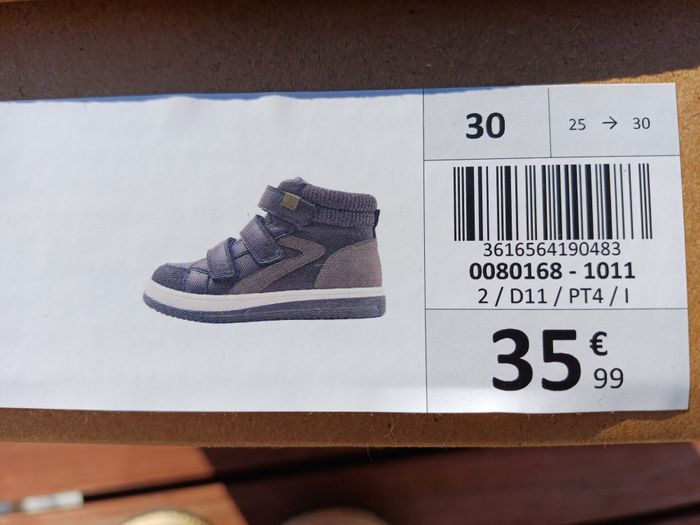 30
25 → 30
3616564190483
0080168 - 1011
2 / D11 / PT4 / I
35 € 99